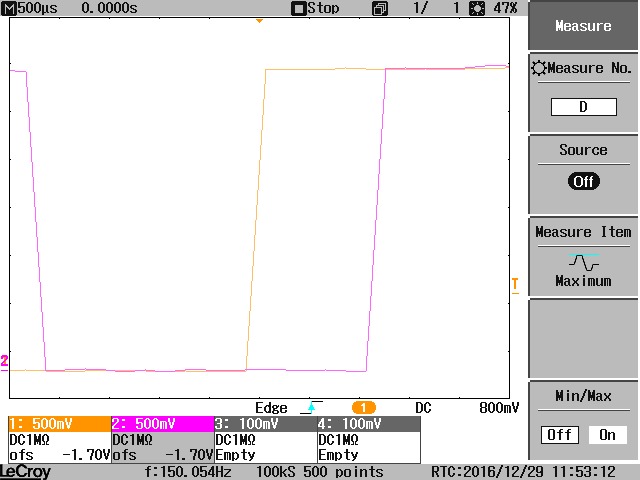 M 500µs 0.0000s Stop 1/ 1 47%
Measure
Measure No.
D
Source
Off
Measure Item
Maximum
T
2
Min/Max
Off On
Edge 1 DC 800mV
1: 500mV 2: 500mV 3: 100mV 4: 100mV
DC1MΩ DC1MΩ DC1MΩ DC1MΩ
ofs -1.70V ofs -1.70V Empty Empty
LeCroy f:150.054Hz 100kS 500 points RTC:2016/12/29 11:53:12